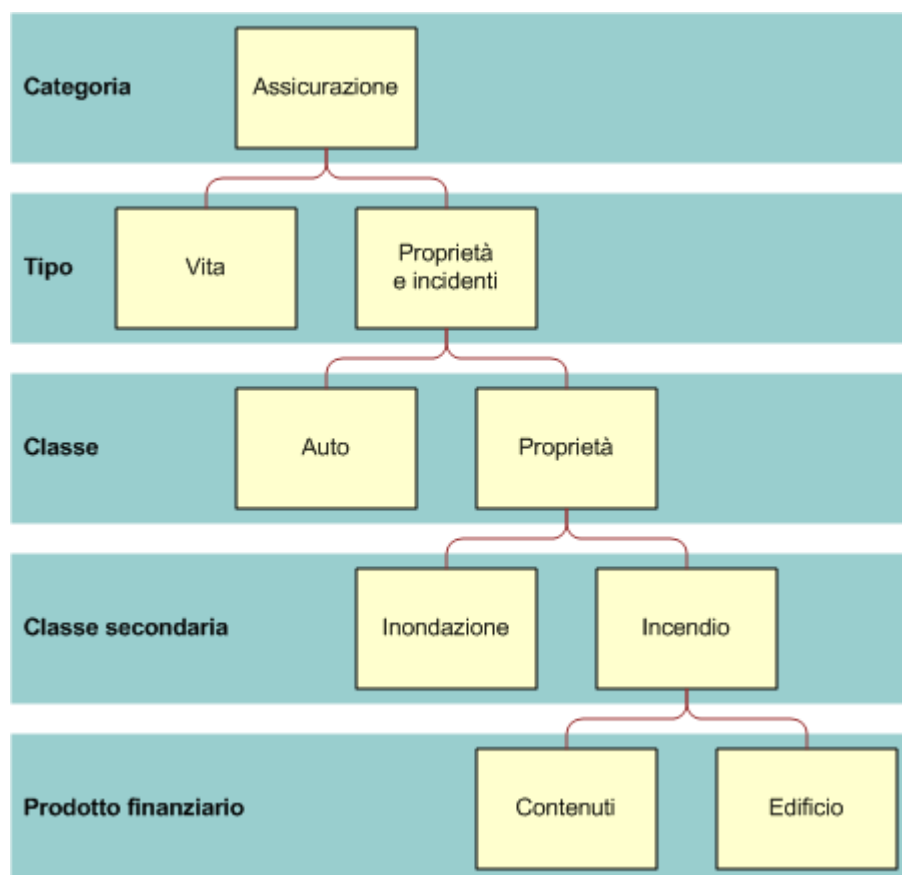 Categoria
Assicurazione
Tipo
Vita
Proprietà
e incidenti
Classe
Auto
Proprietà
Classe secondaria
Inondazione
Incendio
Prodotto finanziario
Contenuti
Edificio